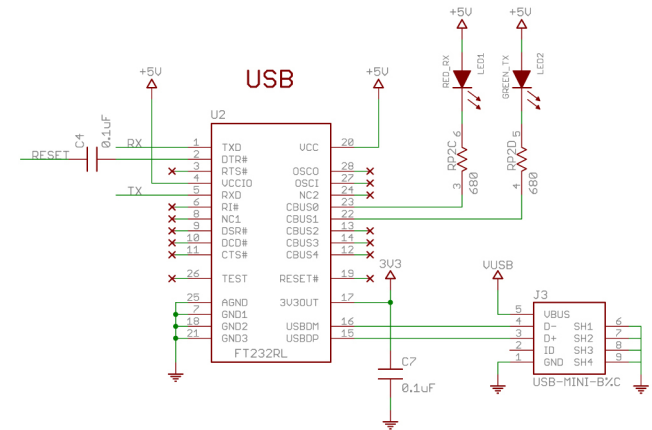 +5V +5V
RED_RX LED1 GREEN_TX LED2
+5V USB +5V
U2
C4 0.1uF
RESET RX 1 TXD VCC 20
2 DTR#
3 RTS# OSCO 28
4 VCCIO OSCI 27
TX 5 RXD NC2 24
6 RI# CBUS0 23
8 NC1 CBUS1 22
9 DSR# CBUS2 13
10 DCD# CBUS3 14
11 CTS# CBUS4 12
26 TEST RESET# 19
25 AGND 3V3OUT 17
7 GND1
18 GND2 USBDM 16
21 GND3 USBDP 15
FT232RL
RP2C 6 3 680
RP2D 5 4 680
3V3
C7
0.1uF
VUSB
J3
5 VBUS
4 D- SH1 6
3 D+ SH2 7
2 ID SH3 8
1 GND SH4 9
USB-MINI-B%C